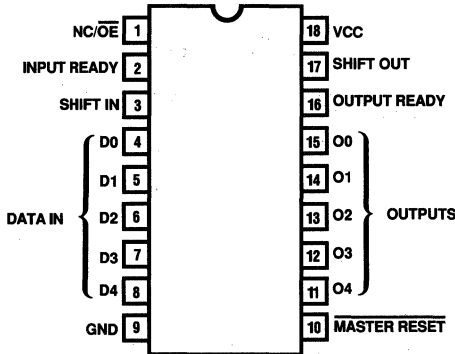 NC/OE 1 18 VCC
INPUT READY 2 17 SHIFT OUT
SHIFT IN 3 16 OUTPUT READY
D0 4 15 O0
D1 5 14 O1
DATA IN D2 6 13 O2 OUTPUTS
D3 7 12 O3
D4 8 11 O4
GND 9 10 MASTER RESET